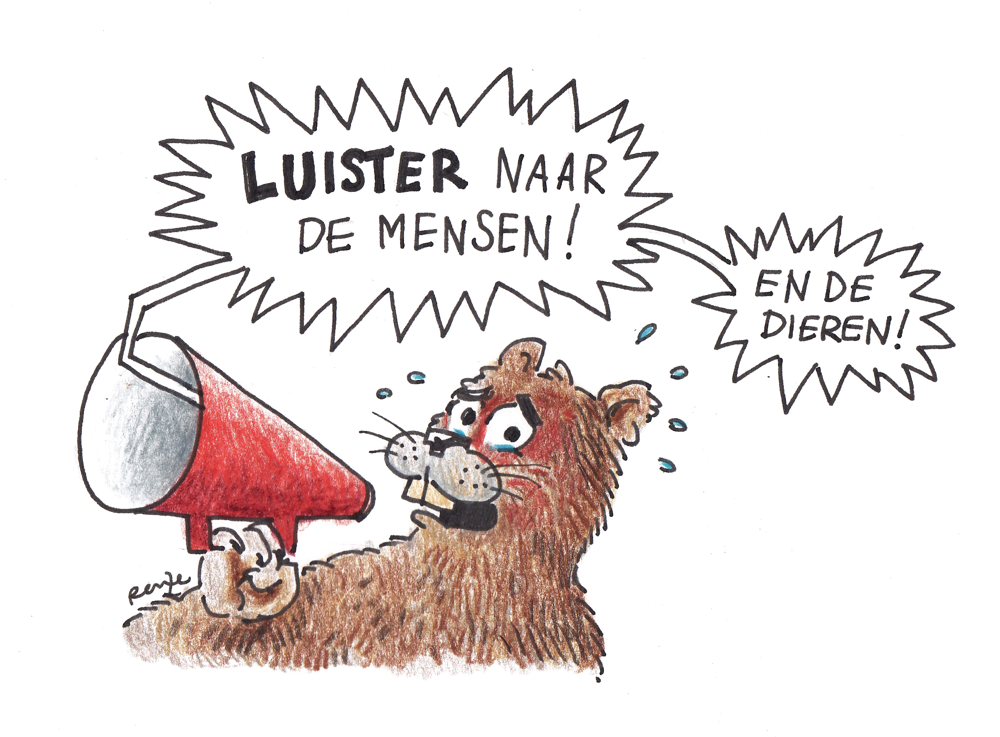 LUISTER NAAR
DE MENSEN!
EN DE
DIEREN!
Renze